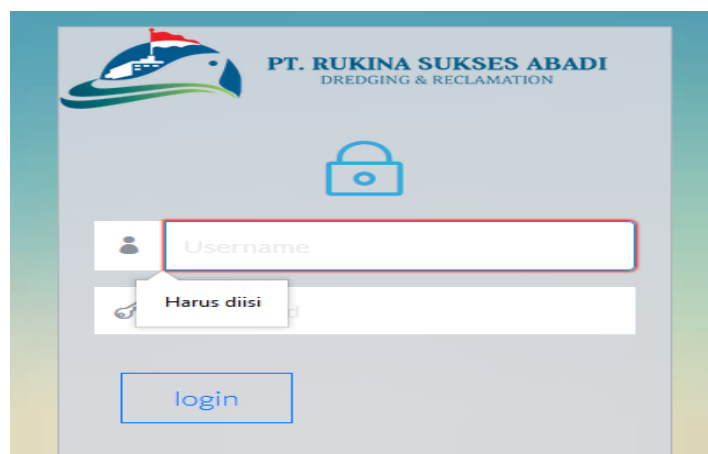 PT. RUKINA SUKSES ABADI
DREDGING & RECLAMATION
Username
Harus diisi
login